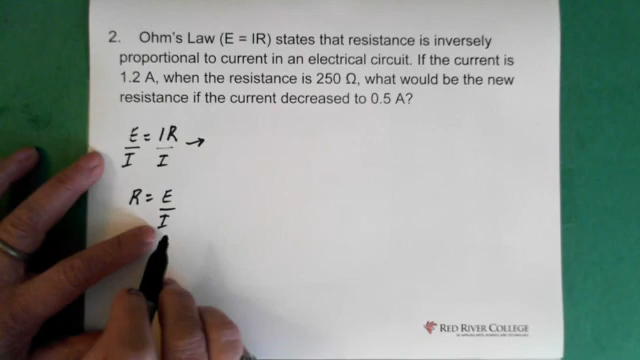 2. Ohm's Law (E = IR) states that resistance is inversely
proportional to current in an electrical circuit. If the current is
1.2 A, when the resistance is 250 Ω, what would be the new
resistance if the current decreased to 0.5 A?
E = IR →
I I
R = E
I
RED RIVER COLLEGE